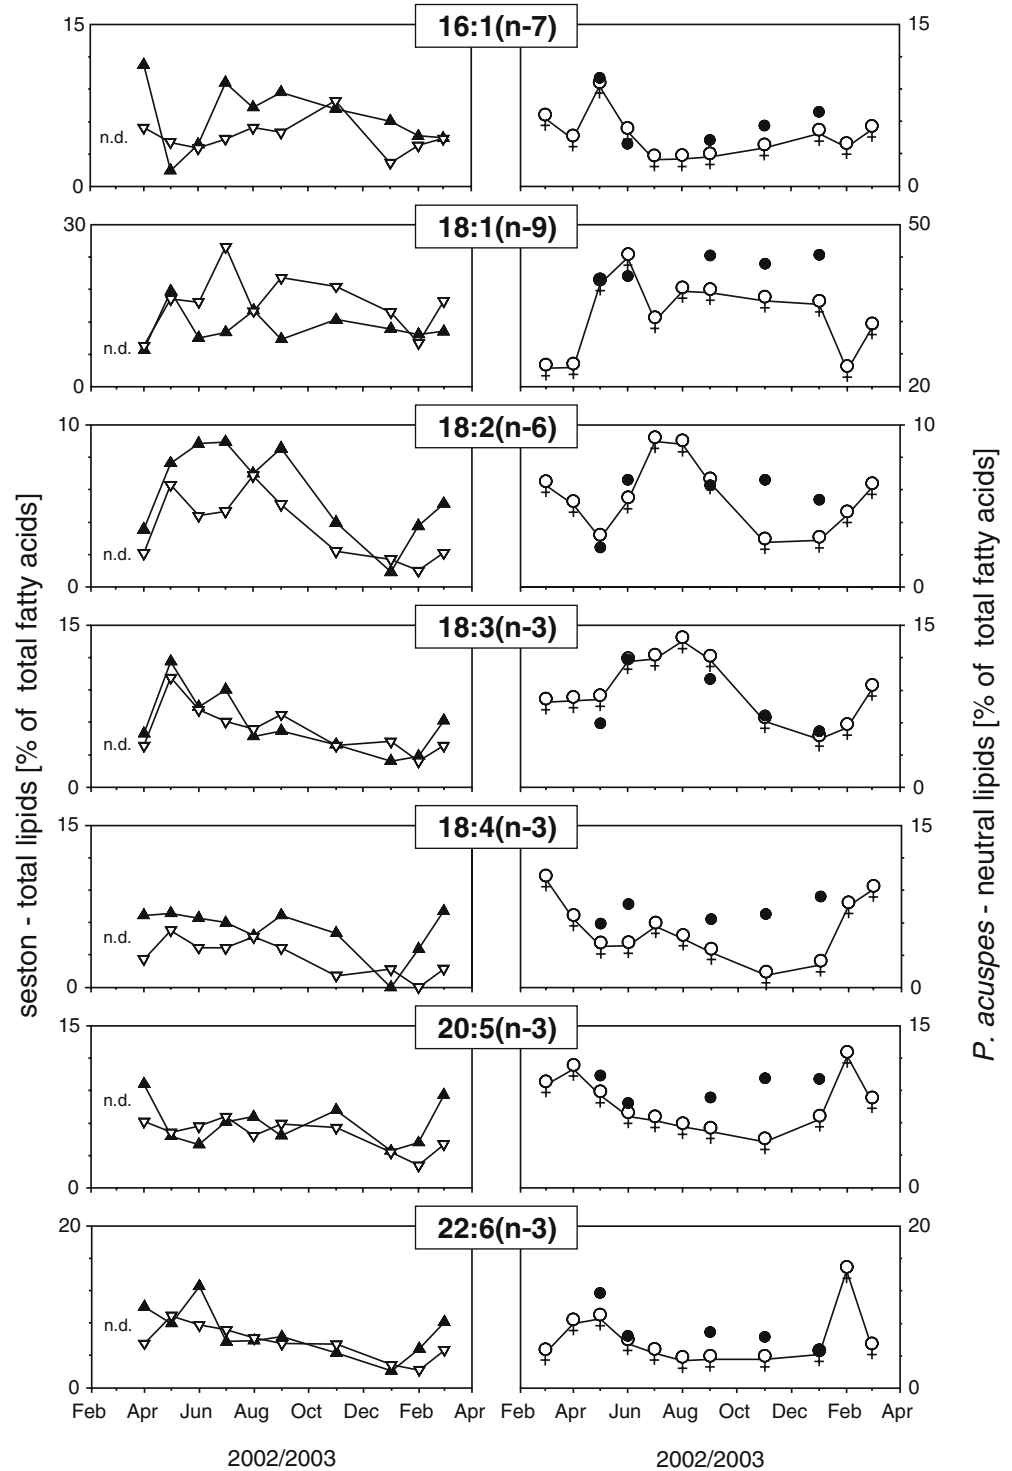 16:1(n-7)
15
15
n.d.
0
0
18:1(n-9)
30
50
n.d.
0
20
18:2(n-6)
10
10
n.d.
0
0
18:3(n-3)
15
15
n.d.
0
0
18:4(n-3)
15
15
n.d.
0
0
20:5(n-3)
15
15
n.d.
0
0
22:6(n-3)
20
20
n.d.
0
0
Feb Apr Jun Aug Oct Dec Feb Apr
Feb Apr Jun Aug Oct Dec Feb Apr
2002/2003
2002/2003
seston - total lipids [% of total fatty acids]
P. acuspes - neutral lipids [% of total fatty acids]